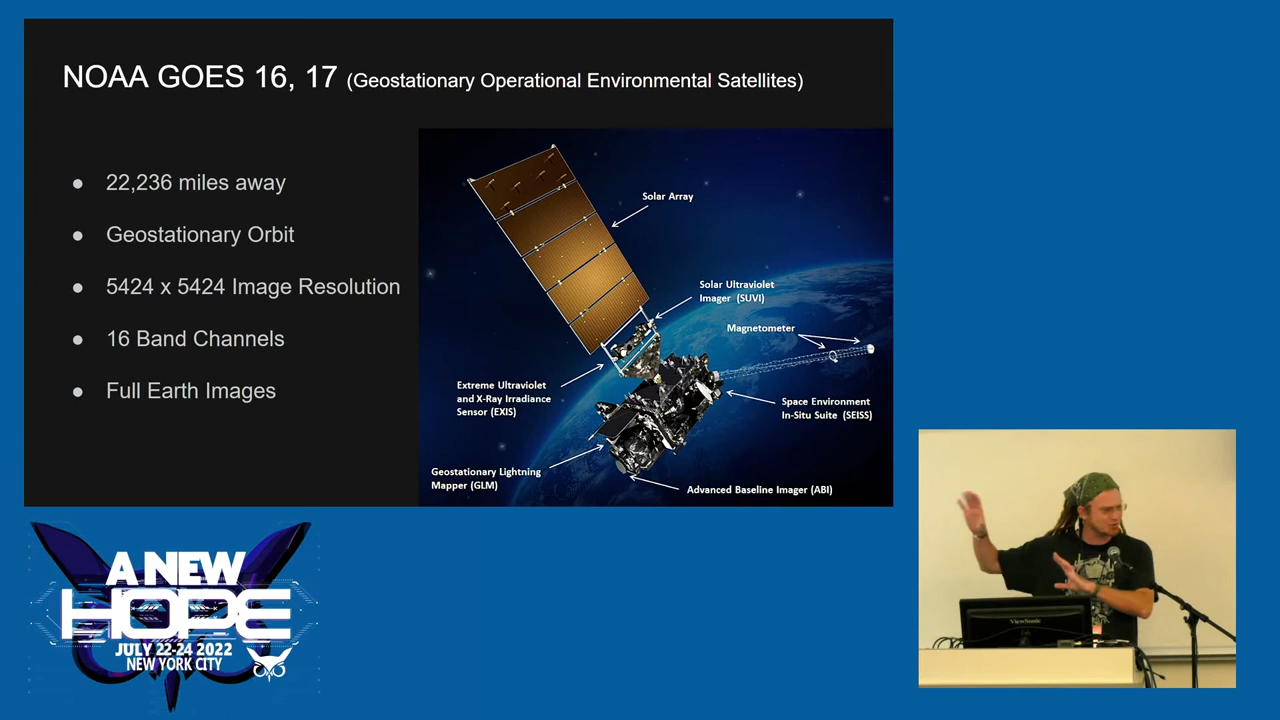 NOAA GOES 16, 17 (Geostationary Operational Environmental Satellites)
● 22,236 miles away
● Geostationary Orbit
● 5424 x 5424 Image Resolution
● 16 Band Channels
● Full Earth Images
Solar Array
Solar Ultraviolet
Imager (SUVI)
Magnetometer
Extreme Ultraviolet
and X-Ray Irradiance
Sensor (EXIS)
Space Environment
In-Situ Suite (SEISS)
Geostationary Lightning
Mapper (GLM)
Advanced Baseline Imager (ABI)
A NEW
HOPE
JULY 22-24 2022
NEW YORK CITY
ViewSonic